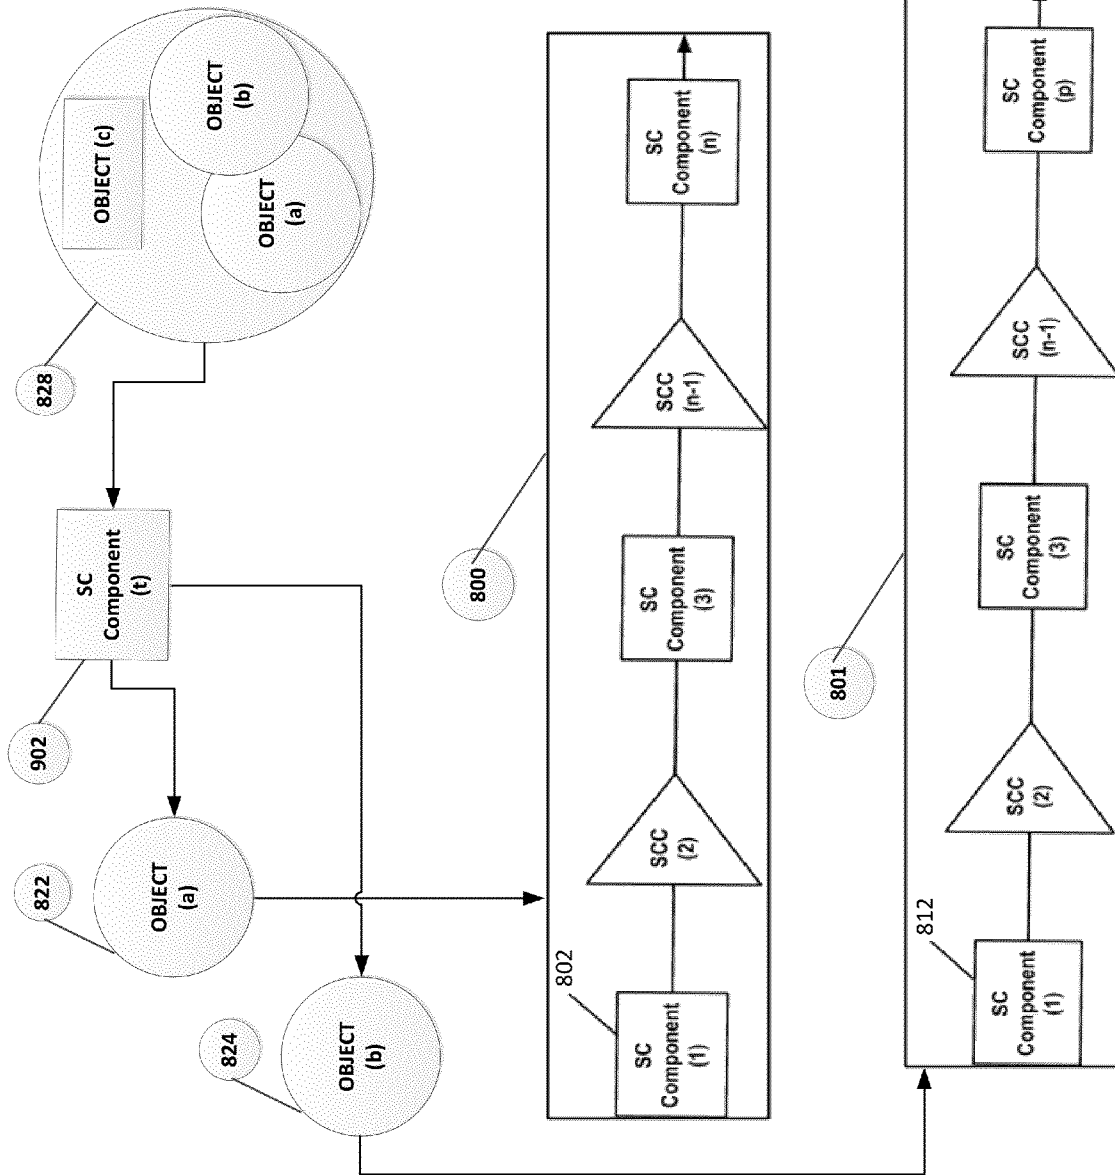 828
OBJECT (c)
OBJECT
(b)
OBJECT
(a)
SC
Component
(t)
902
822
OBJECT
(a)
824
OBJECT
(b)
800
802
SC
Component
(1)
SCC
(2)
SC
Component
(3)
SCC
(n-1)
SC
Component
(n)
801
812
SC
Component
(1)
SCC
(2)
SC
Component
(3)
SCC
(n-1)
SC
Component
(p)